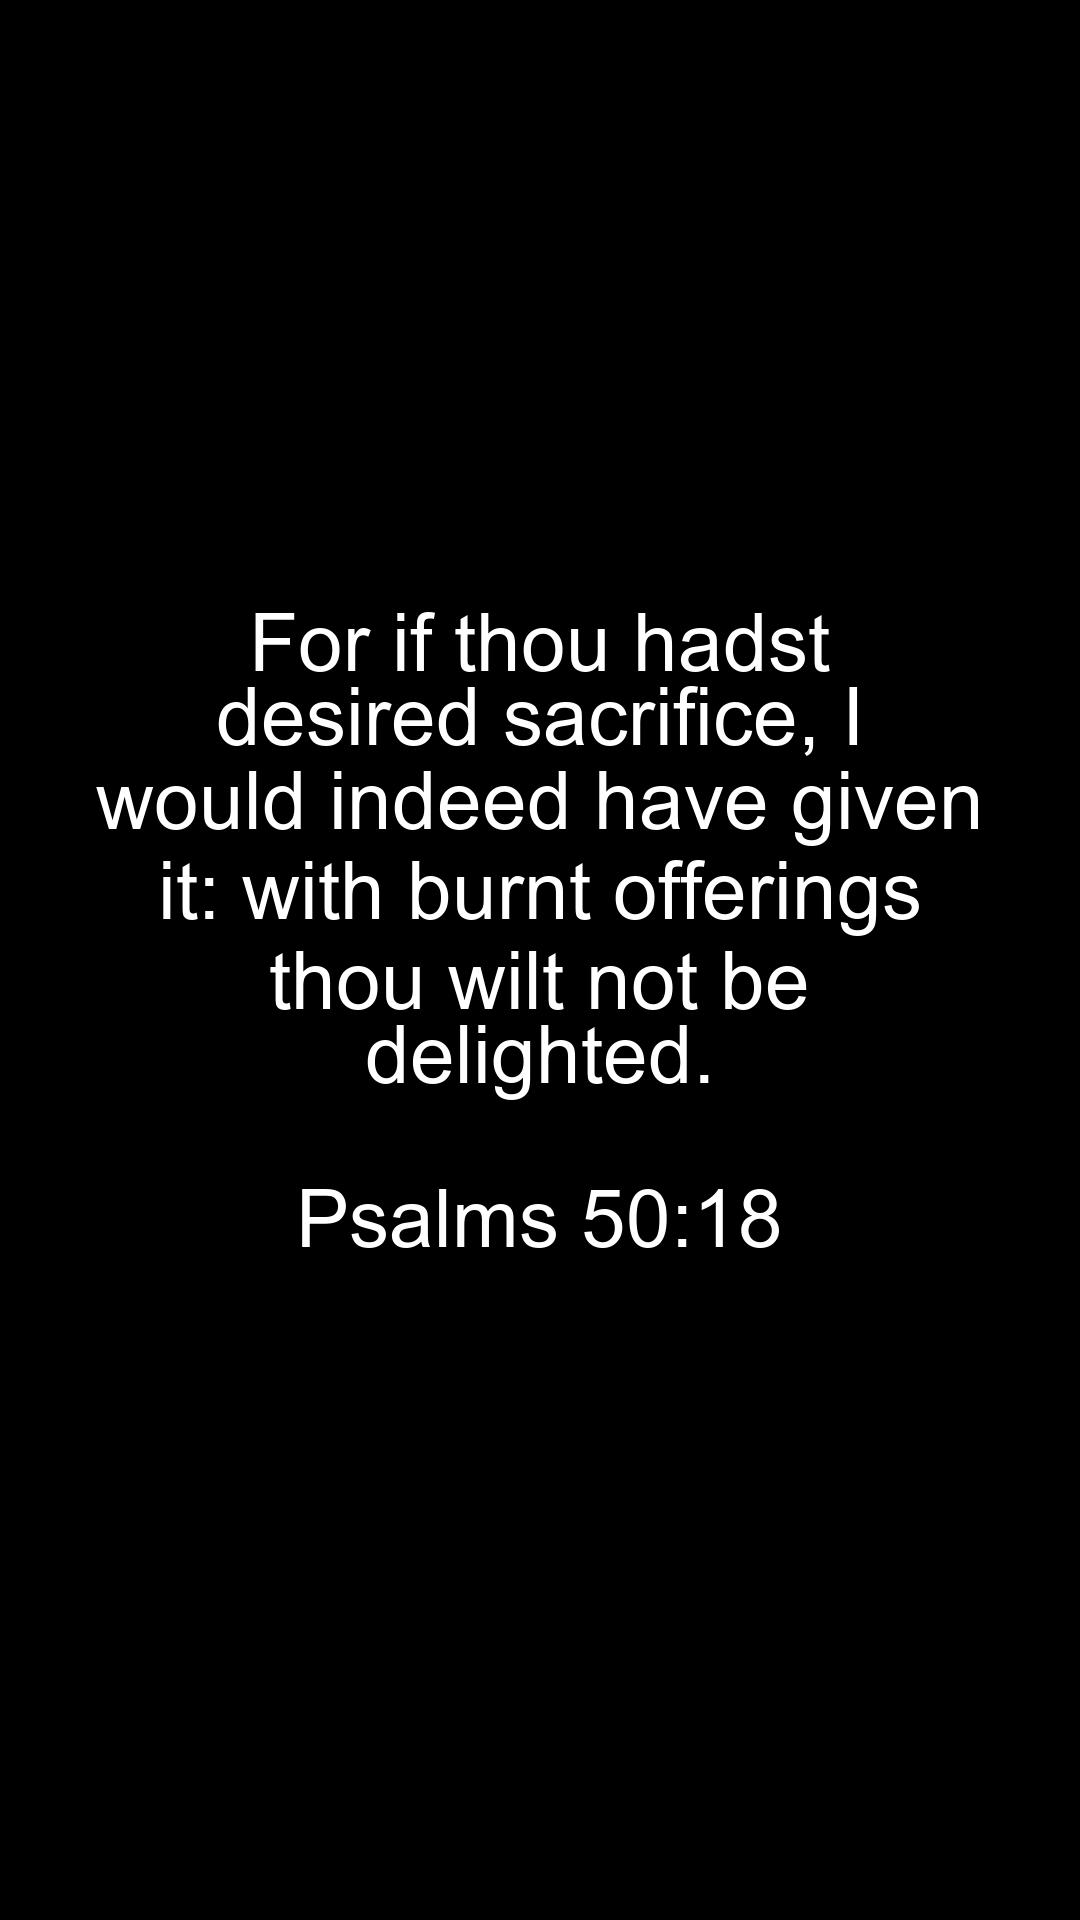 For if thou hadst
desired sacrifice, I
would indeed have given
it: with burnt offerings
thou wilt not be
delighted.
Psalms 50:18